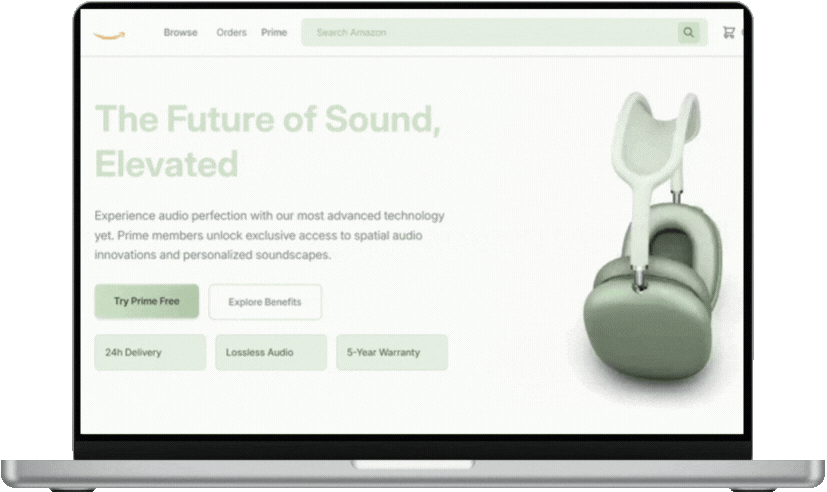 Browse Orders Prime Search Amazon
The Future of Sound,
Elevated
Experience audio perfection with our most advanced technology
yet. Prime members unlock exclusive access to spatial audio
innovations and personalized soundscapes.
Try Prime Free Explore Benefits
24h Delivery Lossless Audio 5-Year Warranty